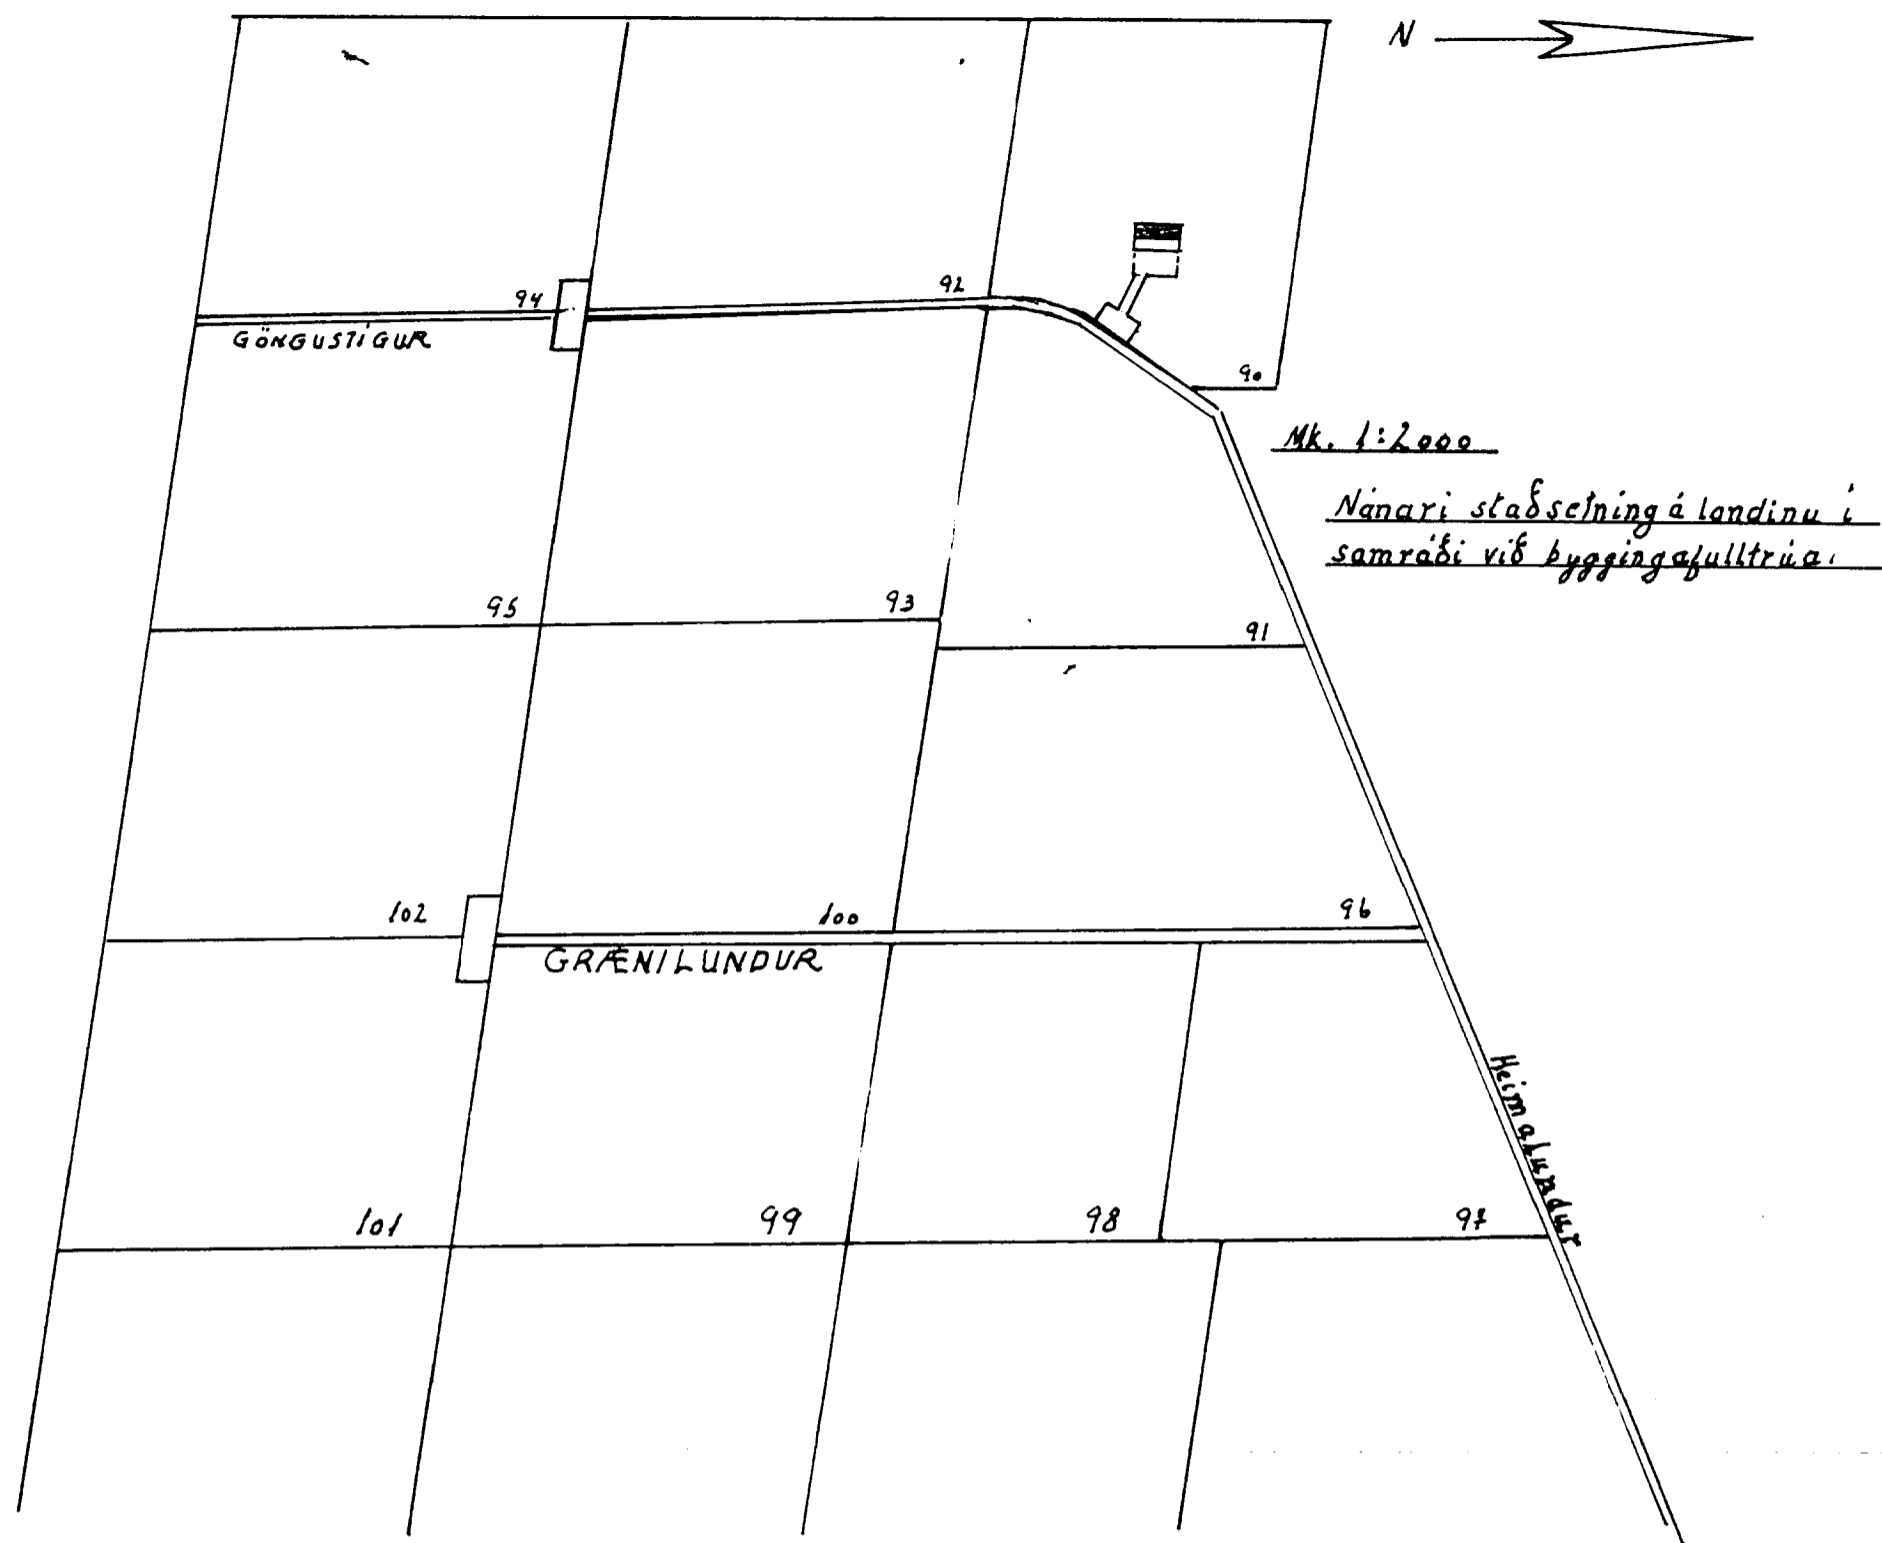 N
94
92
GÖNGUSTÍGUR
90
Mk. 1:2000
Nánari staðsetning á landinu í
samráði við byggingafulltrúa.
95
93
91
102
100
96
GRÆNILUNDUR
Heimalundur
101
99
98
97